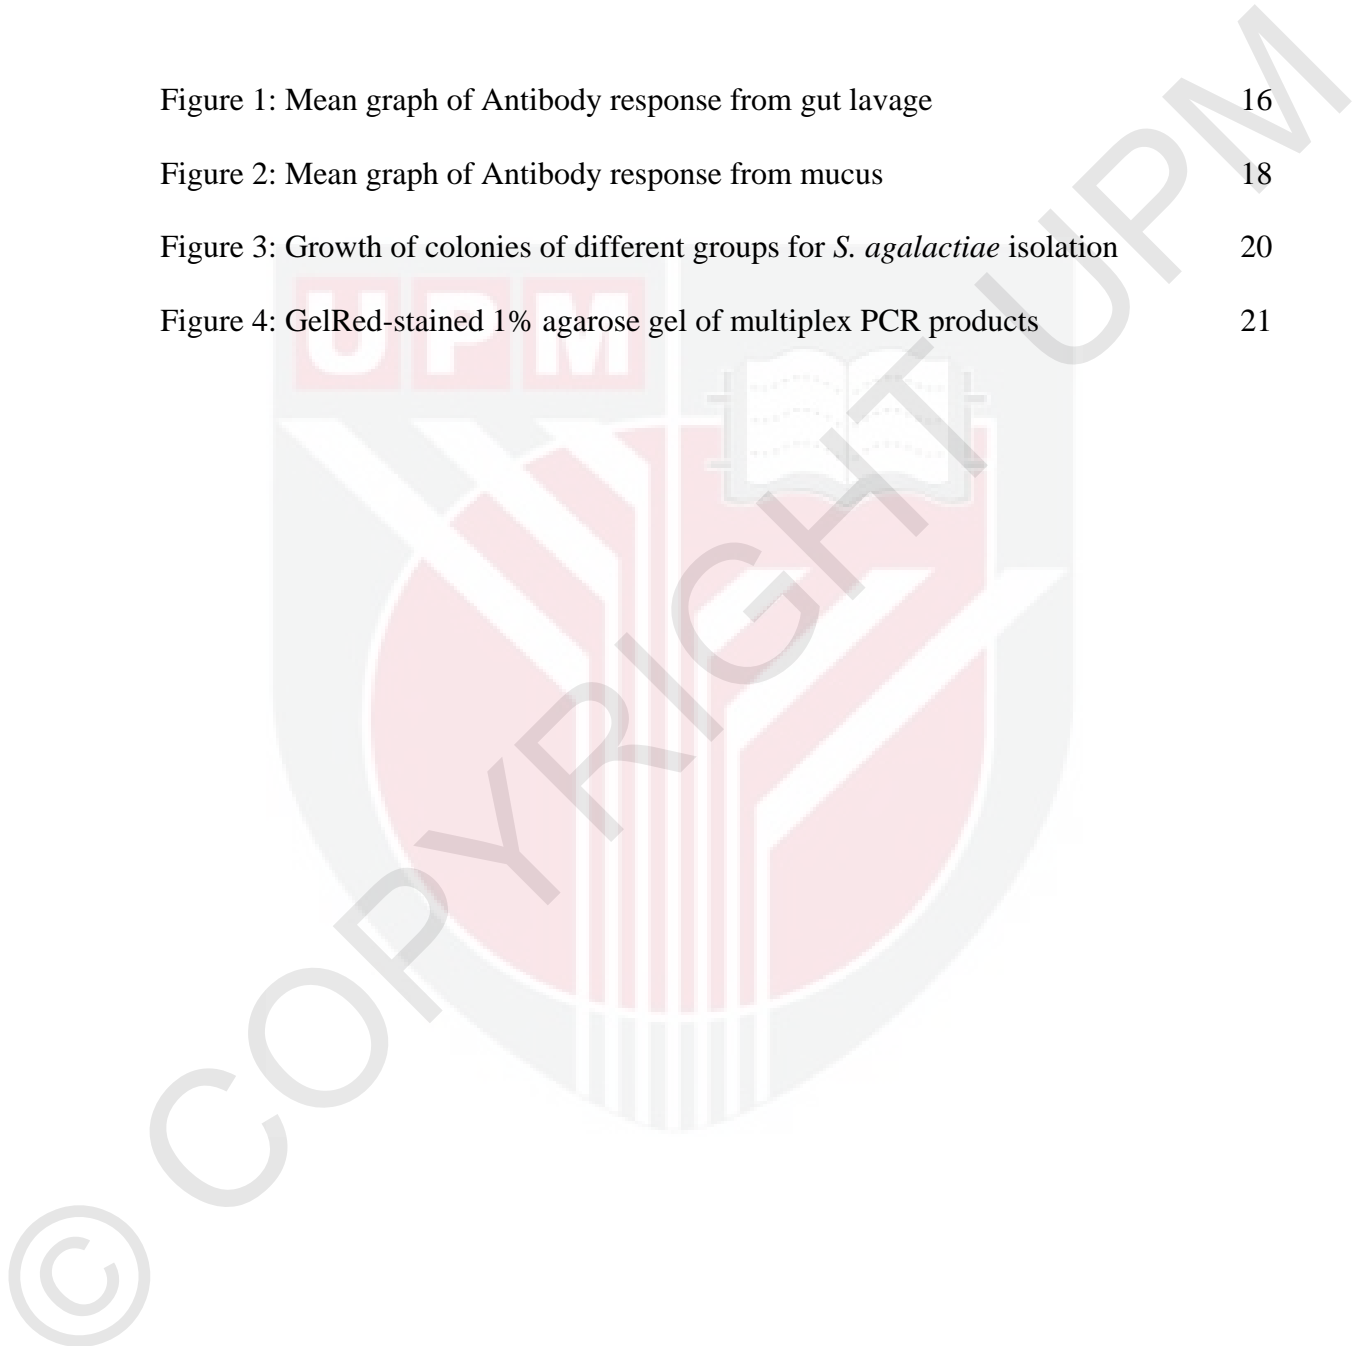 Figure 1: Mean graph of Antibody response from gut lavage 16
Figure 2: Mean graph of Antibody response from mucus 18
Figure 3: Growth of colonies of different groups for S. agalactiae isolation 20
Figure 4: GelRed-stained 1% agarose gel of multiplex PCR products 21
UPM
© COPYRIGHT UPM